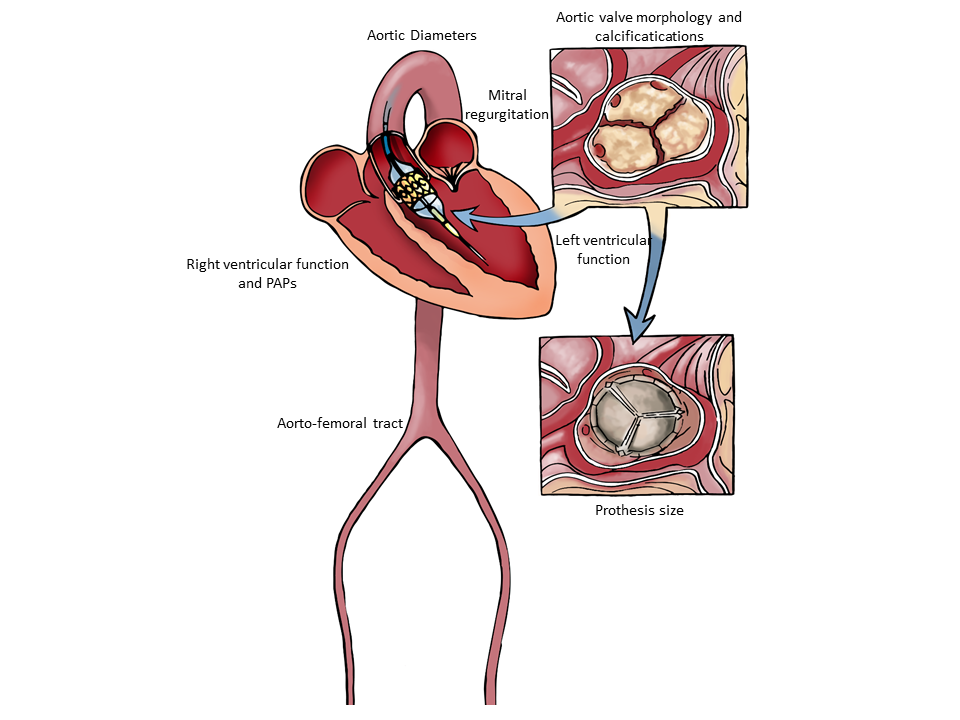 Aortic valve morphology and
calcificatications
Aortic Diameters
Mitral
regurgitation
Left ventricular
function
Right ventricular function
and PAPs
Aorto-femoral tract
Prothesis size